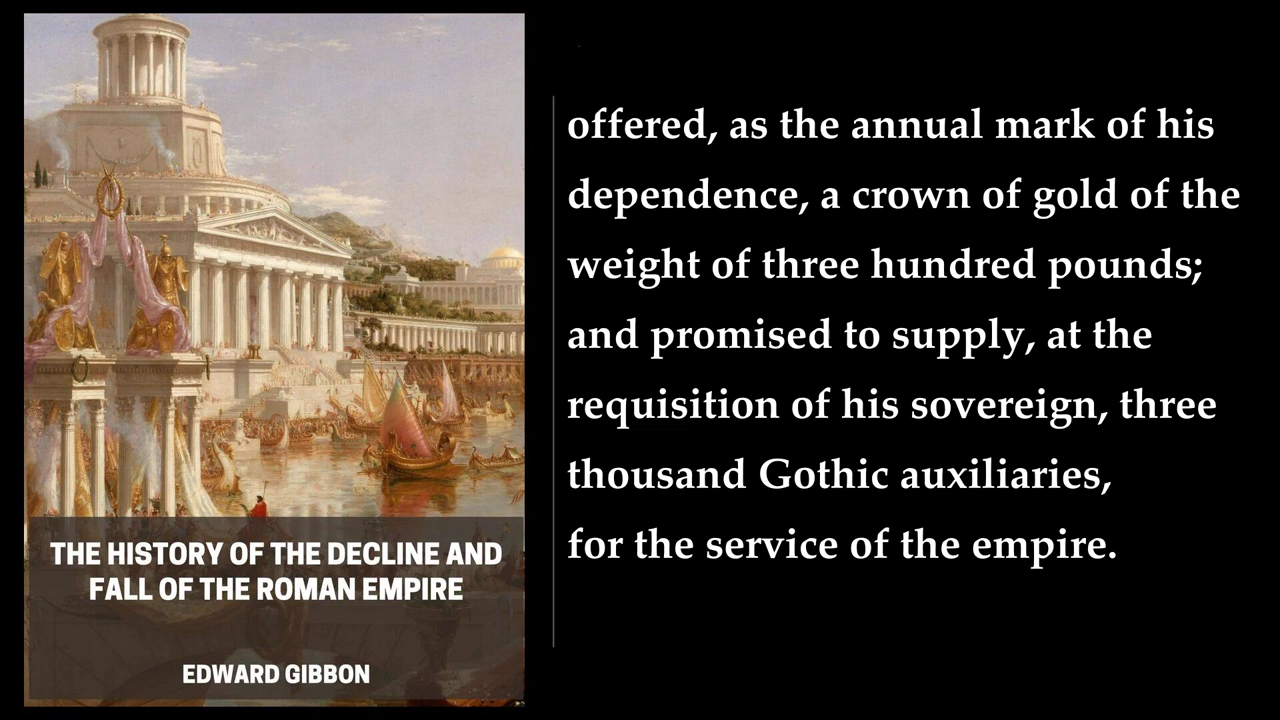 THE HISTORY OF THE DECLINE AND
FALL OF THE ROMAN EMPIRE
EDWARD GIBBON
offered, as the annual mark of his
dependence, a crown of gold of the
weight of three hundred pounds;
and promised to supply, at the
requisition of his sovereign, three
thousand Gothic auxiliaries,
for the service of the empire.